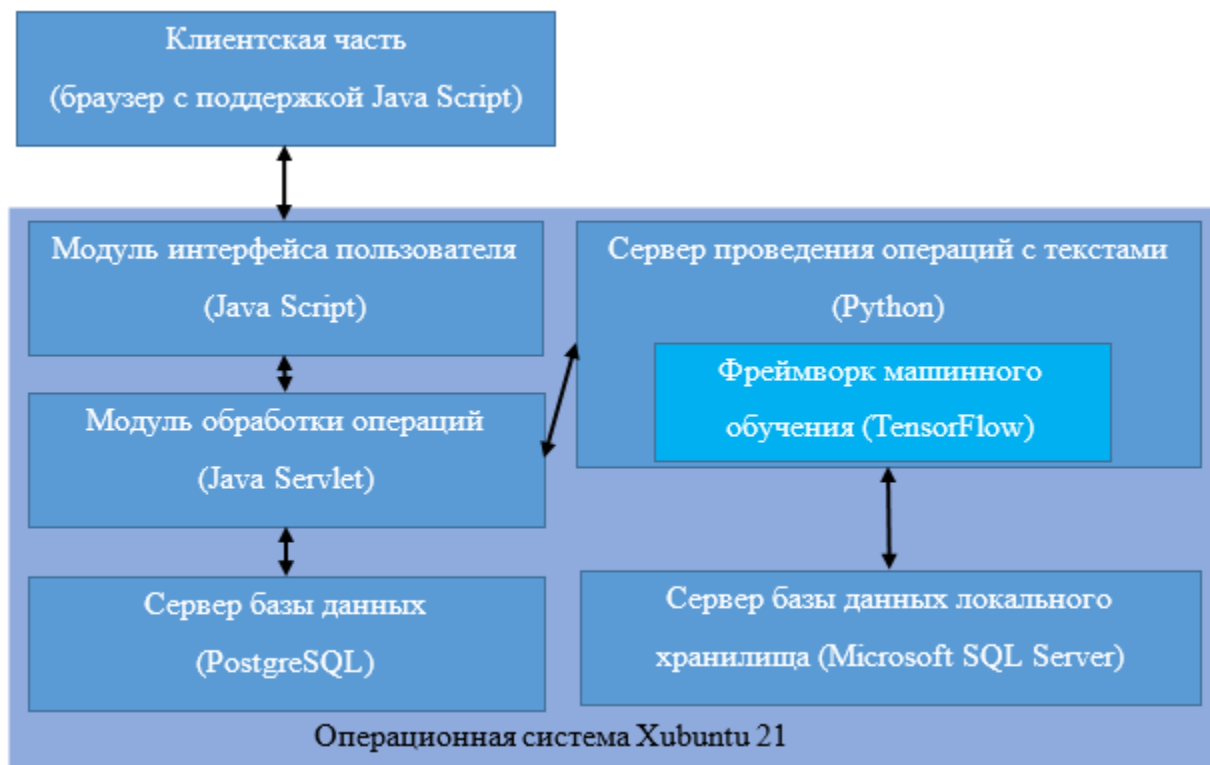 Клиентская часть
(браузер с поддержкой Java Script)
Модуль интерфейса пользователя
(Java Script)
Модуль обработки операций
(Java Servlet)
Сервер базы данных
(PostgreSQL)
Сервер проведения операций с текстами
(Python)
Фреймворк машинного
обучения (TensorFlow)
Сервер базы данных локального
хранилища (Microsoft SQL Server)
Операционная система Xubuntu 21